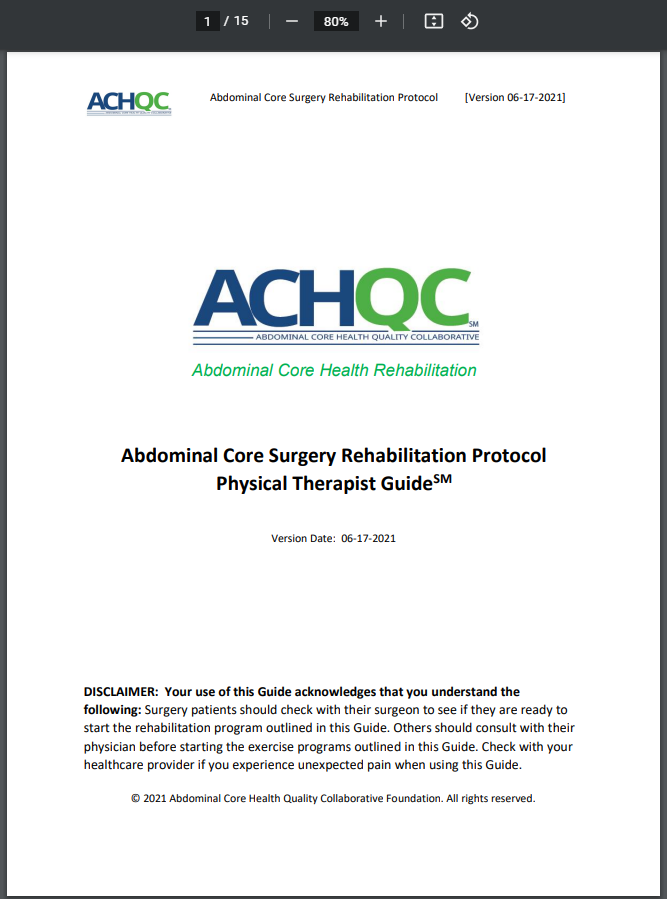 1 / 15 80%
ACHQC Abdominal Core Surgery Rehabilitation Protocol [Version 06-17-2021]
ACHQC SM
ABDOMINAL CORE HEALTH QUALITY COLLABORATIVE
Abdominal Core Health Rehabilitation
Abdominal Core Surgery Rehabilitation Protocol
Physical Therapist Guide SM
Version Date: 06-17-2021
DISCLAIMER: Your use of this Guide acknowledges that you understand the
following: Surgery patients should check with their surgeon to see if they are ready to
start the rehabilitation program outlined in this Guide. Others should consult with their
physician before starting the exercise programs outlined in this Guide. Check with your
healthcare provider if you experience unexpected pain when using this Guide.
© 2021 Abdominal Core Health Quality Collaborative Foundation. All rights reserved.